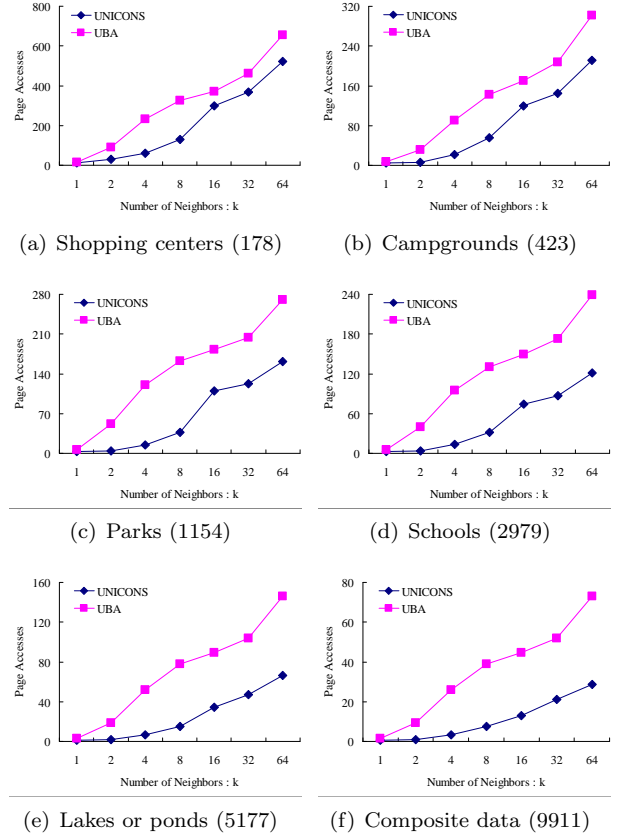 UNICONS
UBA
Page Accesses
800
600
400
200
0
1 2 4 8 16 32 64
Number of Neighbors : k
(a) Shopping centers (178)
UNICONS
UBA
Page Accesses
320
240
160
80
0
1 2 4 8 16 32 64
Number of Neighbors : k
(b) Campgrounds (423)
UNICONS
UBA
Page Accesses
280
210
140
70
0
1 2 4 8 16 32 64
Number of Neighbors : k
(c) Parks (1154)
UNICONS
UBA
Page Accesses
240
180
120
60
0
1 2 4 8 16 32 64
Number of Neighbors : k
(d) Schools (2979)
UNICONS
UBA
Page Accesses
160
120
80
40
0
1 2 4 8 16 32 64
Number of Neighbors : k
(e) Lakes or ponds (5177)
UNICONS
UBA
Page Accesses
80
60
40
20
0
1 2 4 8 16 32 64
Number of Neighbors : k
(f) Composite data (9911)